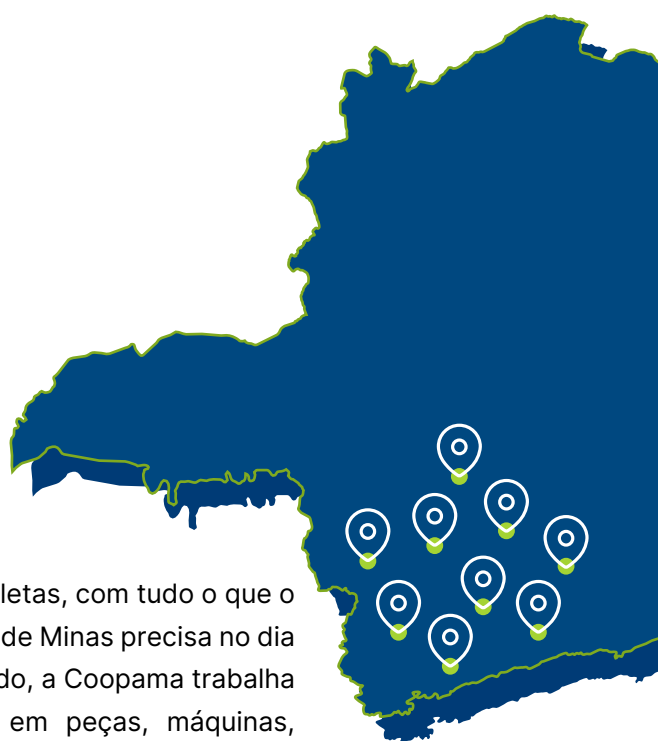 letas, com tudo o que o
de Minas precisa no dia
do, a Coopama trabalha
em peças, máquinas,